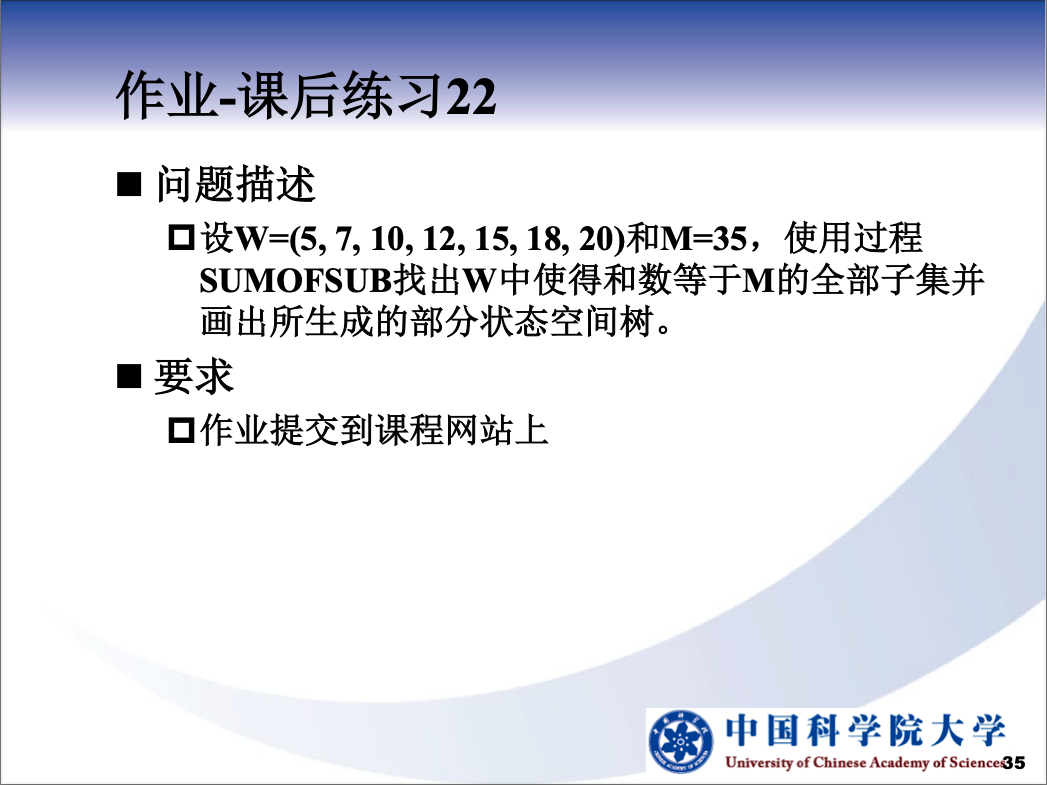 作业-课后练习22
■ 问题描述
设W=(5, 7, 10, 12, 15, 18, 20)和M=35，使用过程
SUMOFSUB找出W中使得和数等于M的全部子集并
画出所生成的部分状态空间树。
■ 要求
作业提交到课程网站上
中国科学院大学
University of Chinese Academy of Sciences
35